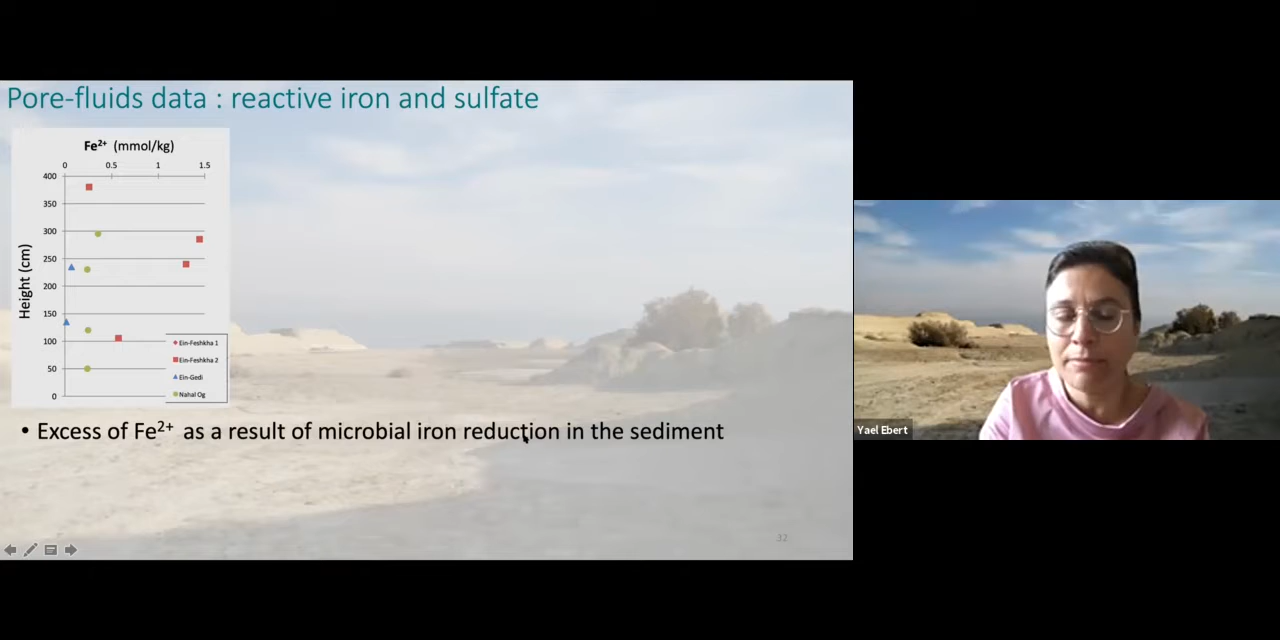 Pore-fluids data : reactive iron and sulfate
Fe²⁺ (mmol/kg)
0 0.5 1 1.5
400
350
300
250
200
150
100
50
0
Height (cm)
Ein-Feshkha 1
Ein-Feshkha 2
Ein-Gedi
Nahal Og
• Excess of Fe²⁺ as a result of microbial iron reduction in the sediment
32
Yael Ebert